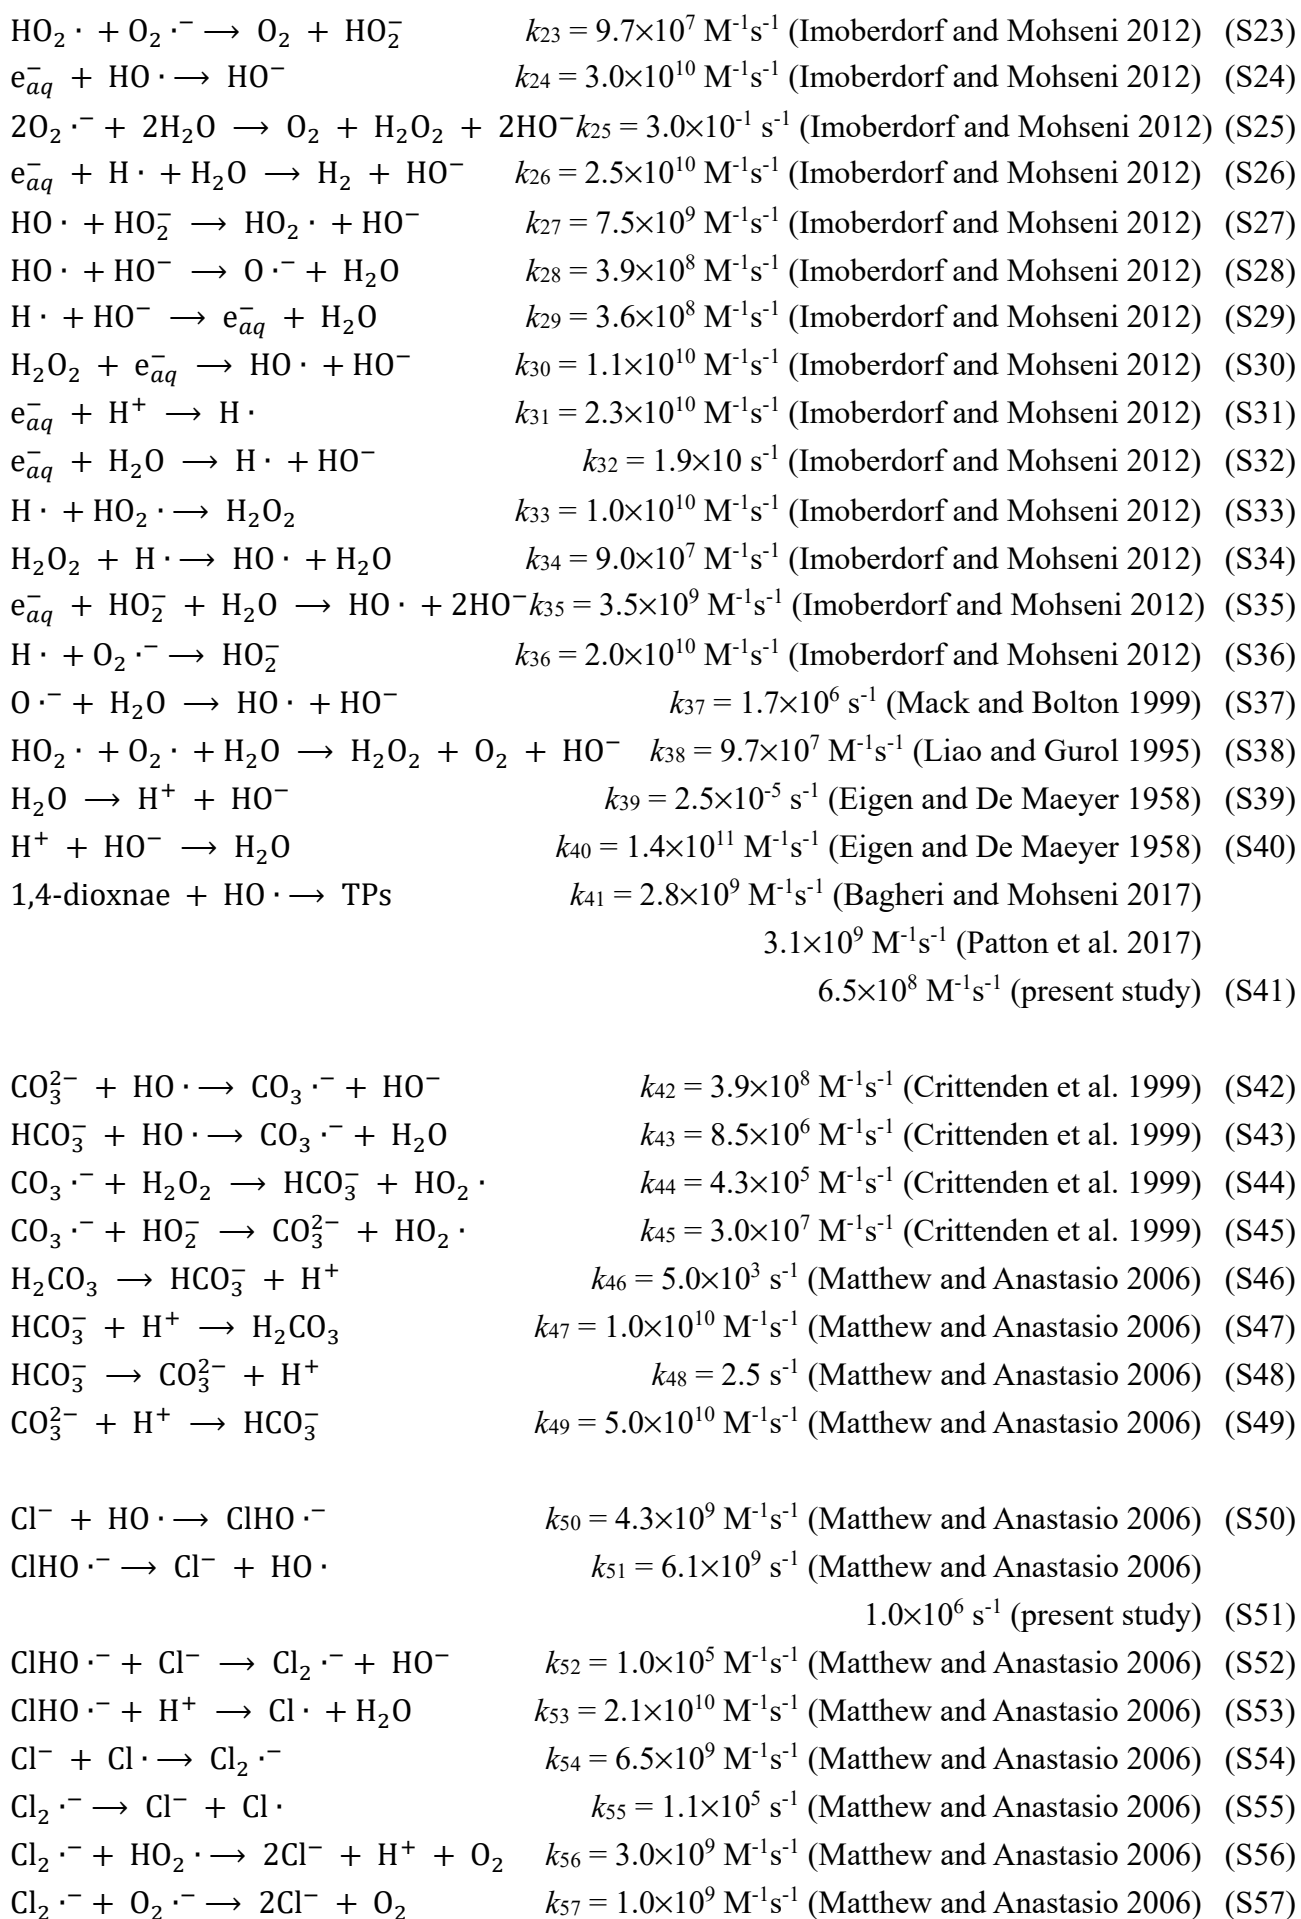 HO₂· + O₂·⁻ ⟶ O₂ + HO₂⁻ k23 = 9.7×10⁷ M⁻¹s⁻¹ (Imoberdorf and Mohseni 2012) (S23)
e⁻aq + HO· ⟶ HO⁻ k24 = 3.0×10¹⁰ M⁻¹s⁻¹ (Imoberdorf and Mohseni 2012) (S24)
2O₂·⁻ + 2H₂O ⟶ O₂ + H₂O₂ + 2HO⁻ k25 = 3.0×10⁻¹ s⁻¹ (Imoberdorf and Mohseni 2012) (S25)
e⁻aq + H· + H₂O ⟶ H₂ + HO⁻ k26 = 2.5×10¹⁰ M⁻¹s⁻¹ (Imoberdorf and Mohseni 2012) (S26)
HO· + HO₂⁻ ⟶ HO₂· + HO⁻ k27 = 7.5×10⁹ M⁻¹s⁻¹ (Imoberdorf and Mohseni 2012) (S27)
HO· + HO⁻ ⟶ O·⁻ + H₂O k28 = 3.9×10⁸ M⁻¹s⁻¹ (Imoberdorf and Mohseni 2012) (S28)
H· + HO⁻ ⟶ e⁻aq + H₂O k29 = 3.6×10⁸ M⁻¹s⁻¹ (Imoberdorf and Mohseni 2012) (S29)
H₂O₂ + e⁻aq ⟶ HO· + HO⁻ k30 = 1.1×10¹⁰ M⁻¹s⁻¹ (Imoberdorf and Mohseni 2012) (S30)
e⁻aq + H⁺ ⟶ H· k31 = 2.3×10¹⁰ M⁻¹s⁻¹ (Imoberdorf and Mohseni 2012) (S31)
e⁻aq + H₂O ⟶ H· + HO⁻ k32 = 1.9×10 s⁻¹ (Imoberdorf and Mohseni 2012) (S32)
H· + HO₂· ⟶ H₂O₂ k33 = 1.0×10¹⁰ M⁻¹s⁻¹ (Imoberdorf and Mohseni 2012) (S33)
H₂O₂ + H· ⟶ HO· + H₂O k34 = 9.0×10⁷ M⁻¹s⁻¹ (Imoberdorf and Mohseni 2012) (S34)
e⁻aq + HO₂⁻ + H₂O ⟶ HO· + 2HO⁻ k35 = 3.5×10⁹ M⁻¹s⁻¹ (Imoberdorf and Mohseni 2012) (S35)
H· + O₂·⁻ ⟶ HO₂⁻ k36 = 2.0×10¹⁰ M⁻¹s⁻¹ (Imoberdorf and Mohseni 2012) (S36)
O·⁻ + H₂O ⟶ HO· + HO⁻ k37 = 1.7×10⁶ s⁻¹ (Mack and Bolton 1999) (S37)
HO₂· + O₂· + H₂O ⟶ H₂O₂ + O₂ + HO⁻ k38 = 9.7×10⁷ M⁻¹s⁻¹ (Liao and Gurol 1995) (S38)
H₂O ⟶ H⁺ + HO⁻ k39 = 2.5×10⁻⁵ s⁻¹ (Eigen and De Maeyer 1958) (S39)
H⁺ + HO⁻ ⟶ H₂O k40 = 1.4×10¹¹ M⁻¹s⁻¹ (Eigen and De Maeyer 1958) (S40)
1,4-dioxnae + HO· ⟶ TPs k41 = 2.8×10⁹ M⁻¹s⁻¹ (Bagheri and Mohseni 2017)
3.1×10⁹ M⁻¹s⁻¹ (Patton et al. 2017)
6.5×10⁸ M⁻¹s⁻¹ (present study) (S41)
CO₃²⁻ + HO· ⟶ CO₃·⁻ + HO⁻ k42 = 3.9×10⁸ M⁻¹s⁻¹ (Crittenden et al. 1999) (S42)
HCO₃⁻ + HO· ⟶ CO₃·⁻ + H₂O k43 = 8.5×10⁶ M⁻¹s⁻¹ (Crittenden et al. 1999) (S43)
CO₃·⁻ + H₂O₂ ⟶ HCO₃⁻ + HO₂· k44 = 4.3×10⁵ M⁻¹s⁻¹ (Crittenden et al. 1999) (S44)
CO₃·⁻ + HO₂⁻ ⟶ CO₃²⁻ + HO₂· k45 = 3.0×10⁷ M⁻¹s⁻¹ (Crittenden et al. 1999) (S45)
H₂CO₃ ⟶ HCO₃⁻ + H⁺ k46 = 5.0×10³ s⁻¹ (Matthew and Anastasio 2006) (S46)
HCO₃⁻ + H⁺ ⟶ H₂CO₃ k47 = 1.0×10¹⁰ M⁻¹s⁻¹ (Matthew and Anastasio 2006) (S47)
HCO₃⁻ ⟶ CO₃²⁻ + H⁺ k48 = 2.5 s⁻¹ (Matthew and Anastasio 2006) (S48)
CO₃²⁻ + H⁺ ⟶ HCO₃⁻ k49 = 5.0×10¹⁰ M⁻¹s⁻¹ (Matthew and Anastasio 2006) (S49)
Cl⁻ + HO· ⟶ ClHO·⁻ k50 = 4.3×10⁹ M⁻¹s⁻¹ (Matthew and Anastasio 2006) (S50)
ClHO·⁻ ⟶ Cl⁻ + HO· k51 = 6.1×10⁹ s⁻¹ (Matthew and Anastasio 2006)
1.0×10⁶ s⁻¹ (present study) (S51)
ClHO·⁻ + Cl⁻ ⟶ Cl₂·⁻ + HO⁻ k52 = 1.0×10⁵ M⁻¹s⁻¹ (Matthew and Anastasio 2006) (S52)
ClHO·⁻ + H⁺ ⟶ Cl· + H₂O k53 = 2.1×10¹⁰ M⁻¹s⁻¹ (Matthew and Anastasio 2006) (S53)
Cl⁻ + Cl· ⟶ Cl₂·⁻ k54 = 6.5×10⁹ M⁻¹s⁻¹ (Matthew and Anastasio 2006) (S54)
Cl₂·⁻ ⟶ Cl⁻ + Cl· k55 = 1.1×10⁵ s⁻¹ (Matthew and Anastasio 2006) (S55)
Cl₂·⁻ + HO₂· ⟶ 2Cl⁻ + H⁺ + O₂ k56 = 3.0×10⁹ M⁻¹s⁻¹ (Matthew and Anastasio 2006) (S56)
Cl₂·⁻ + O₂·⁻ ⟶ 2Cl⁻ + O₂ k57 = 1.0×10⁹ M⁻¹s⁻¹ (Matthew and Anastasio 2006) (S57)